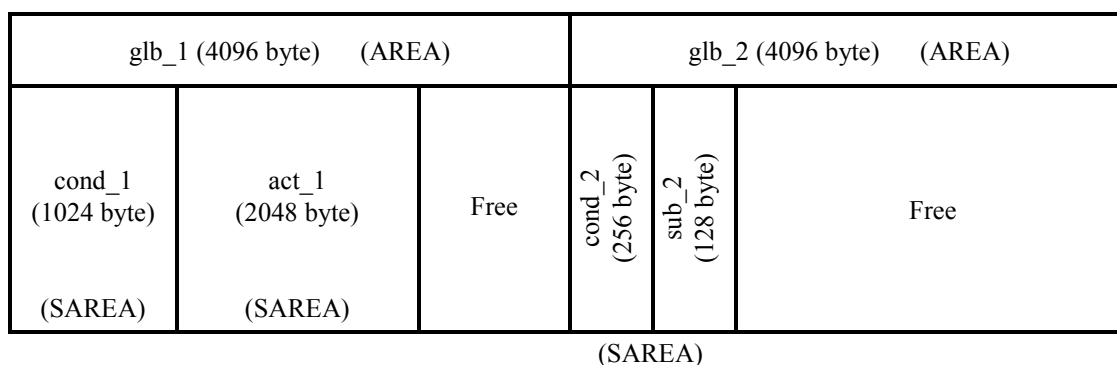 glb_1 (4096 byte) (AREA)
glb_2 (4096 byte) (AREA)
cond_1
(1024 byte)
(SAREA)
act_1
(2048 byte)
(SAREA)
Free
cond_2
(256 byte)
sub_2
(128 byte)
Free
(SAREA)